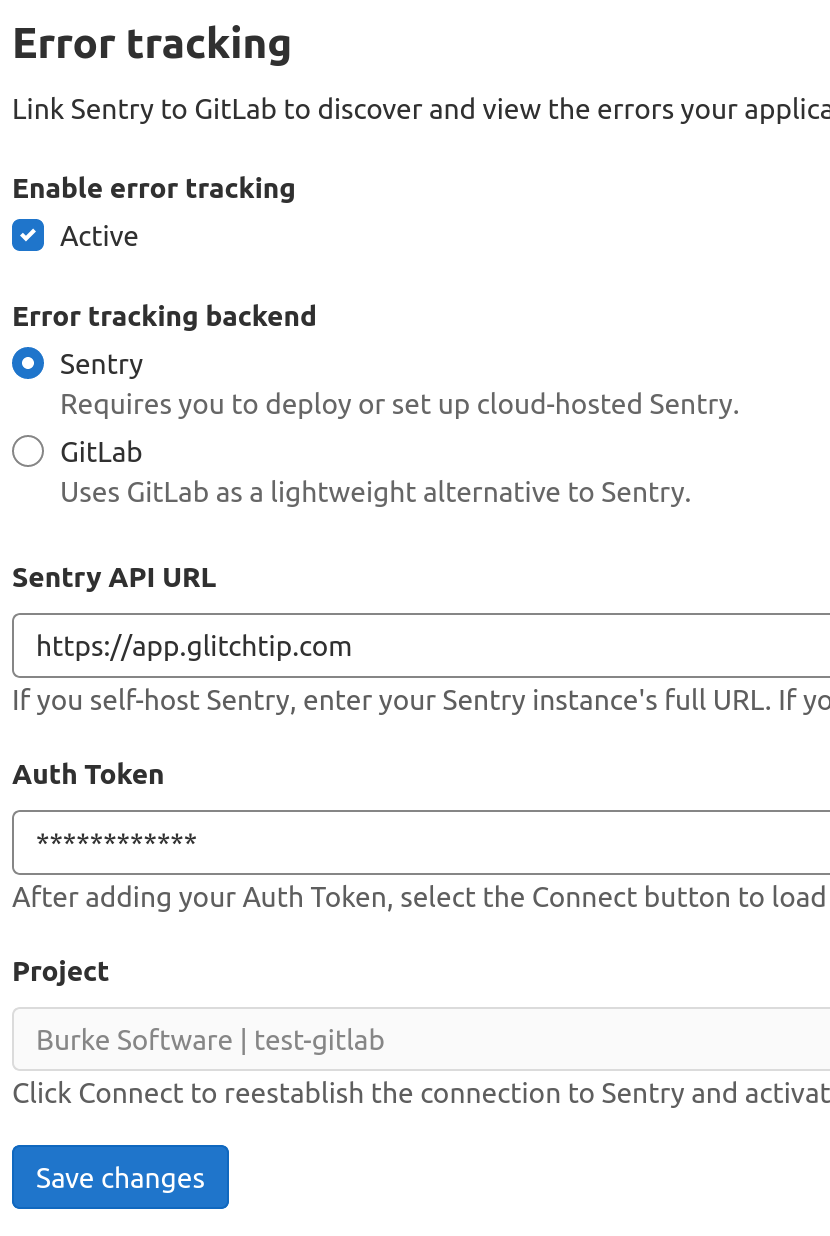 Error tracking
Link Sentry to GitLab to discover and view the errors your applica
Enable error tracking
Active
Error tracking backend
Sentry
Requires you to deploy or set up cloud-hosted Sentry.
GitLab
Uses GitLab as a lightweight alternative to Sentry.
Sentry API URL
https://app.glitchtip.com
If you self-host Sentry, enter your Sentry instance's full URL. If yo
Auth Token
************
After adding your Auth Token, select the Connect button to load
Project
Burke Software | test-gitlab
Click Connect to reestablish the connection to Sentry and activat
Save changes